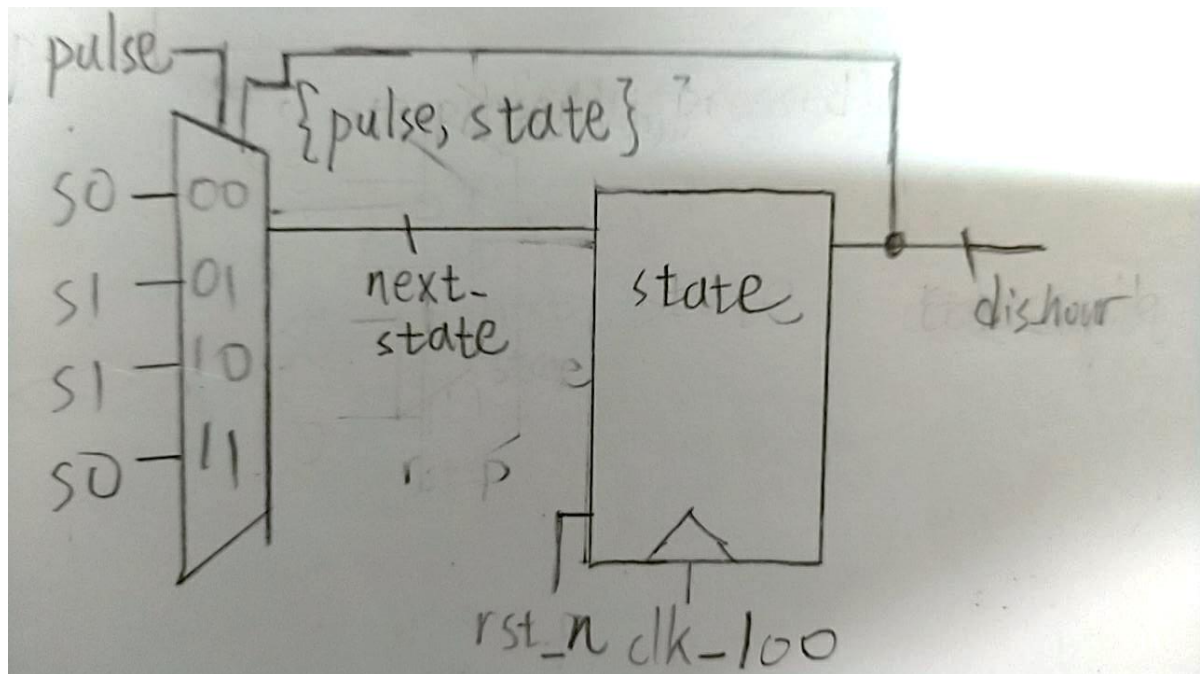 pulse
{pulse, state}
S0 00
S1 01
S1 10
S0 11
next_
state
state
dis_hour
rst_n clk_100